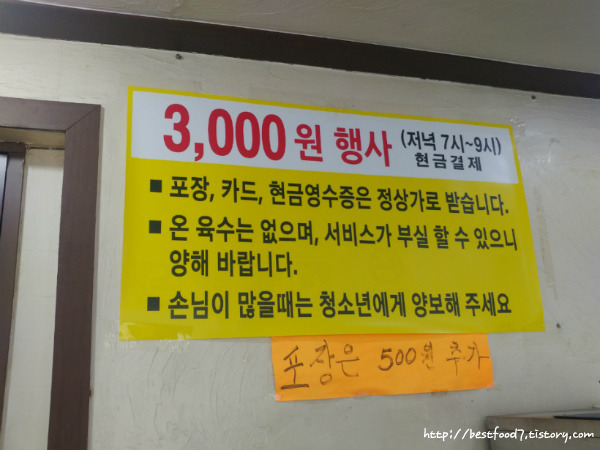 3,000원 행사 (저녁 7시~9시)
현금결제
■ 포장, 카드, 현금영수증은 정상가로 받습니다.
■ 온 육수는 없으며, 서비스가 부실 할 수 있으니
양해 바랍니다.
■ 손님이 많을때는 청소년에게 양보해 주세요
포장은 500원 추가
http://bestfood7.tistory.com